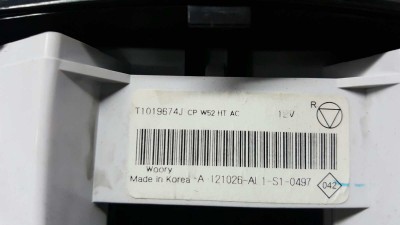 T1019674J CP W52 HT AC 12V R
Woory
Made in Korea -A 121026-AI 1-S1-0497 042